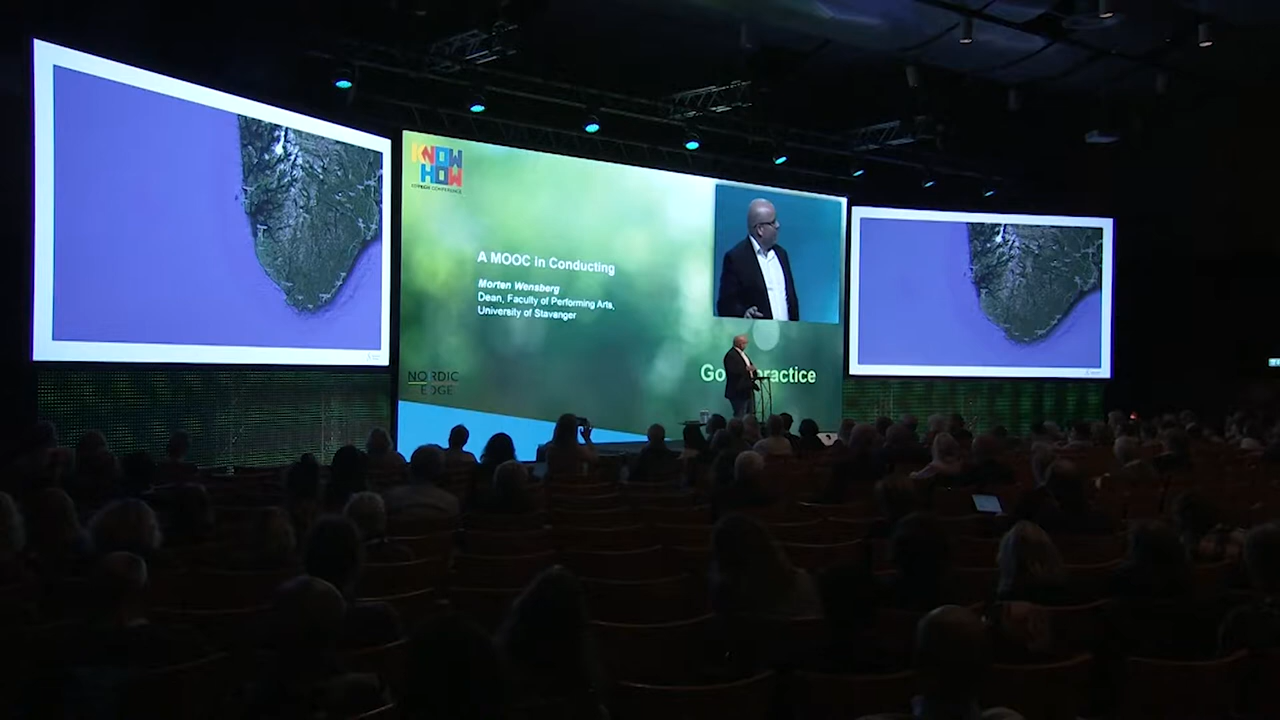 KNOW
HOW
A MOOC in Conducting
Morten Wensberg
Dean, Faculty of Performing Arts,
University of Stavanger
NORDIC
EDGE
practice